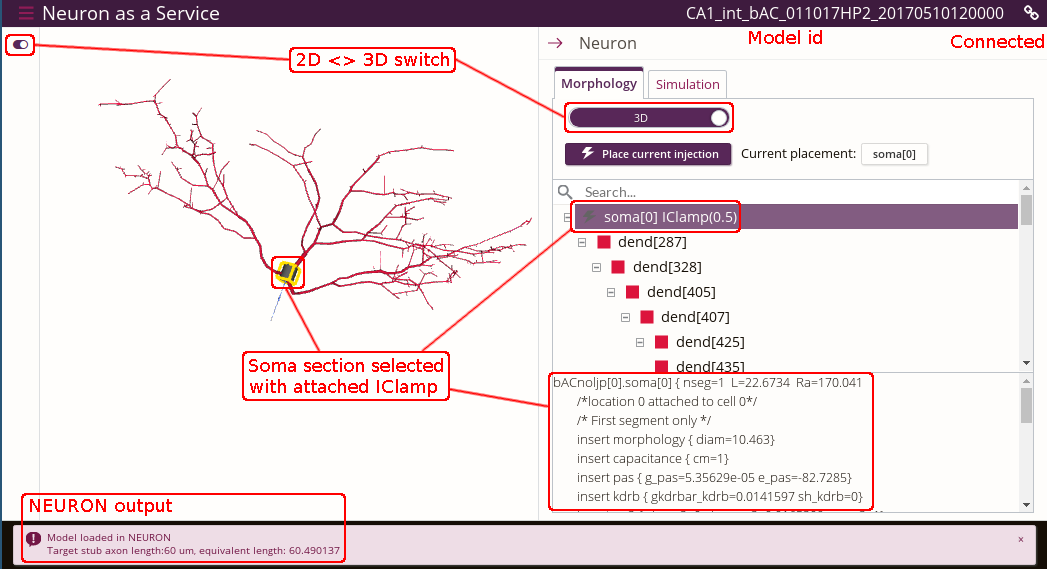 Neuron as a Service
CA1_int_bAC_011017HP2_20170510120000
Model id
Connected
2D <> 3D switch
Neuron
Morphology
Simulation
3D
Place current injection
Current placement:
soma[0]
Search...
soma[0] IClamp(0.5)
dend[287]
dend[328]
dend[405]
dend[407]
dend[425]
dend[435]
Soma section selected
with attached IClamp
bACnoljp[0].soma[0] { nseg=1 L=22.6734 Ra=170.041
/*location 0 attached to cell 0*/
/* First segment only */
insert morphology { diam=10.463}
insert capacitance { cm=1}
insert pas { g_pas=5.35629e-05 e_pas=-82.7285}
insert kdrb { gkdrbar_kdrb=0.0141597 sh_kdrb=0}
NEURON output
Model loaded in NEURON
Target stub axon length:60 um, equivalent length: 60.490137